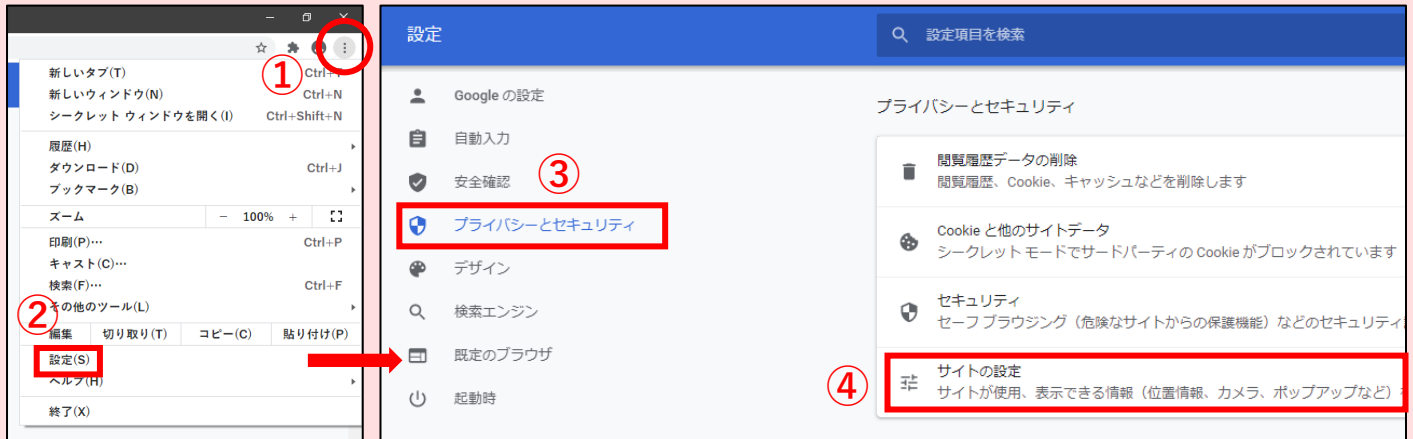 ①
新しいタブ(T)
新しいウィンドウ(N) Ctrl+N
シークレット ウィンドウを開く(I) Ctrl+Shift+N
履歴(H)
ダウンロード(D) Ctrl+J
ブックマーク(B)
ズーム － 100% ＋
印刷(P)… Ctrl+P
キャスト(C)…
検索(F)… Ctrl+F
②
その他のツール(L)
編集 切り取り(T) コピー(C) 貼り付け(P)
設定(S)
ヘルプ(H)
終了(X)
設定
設定項目を検索
Google の設定
自動入力
安全確認
③
プライバシーとセキュリティ
デザイン
検索エンジン
既定のブラウザ
起動時
プライバシーとセキュリティ
閲覧履歴データの削除
閲覧履歴、Cookie、キャッシュなどを削除します
Cookie と他のサイトデータ
シークレット モードでサードパーティの Cookie がブロックされています
セキュリティ
セーフ ブラウジング（危険なサイトからの保護機能）などのセキュリティ
④
サイトの設定
サイトが使用、表示できる情報（位置情報、カメラ、ポップアップなど）